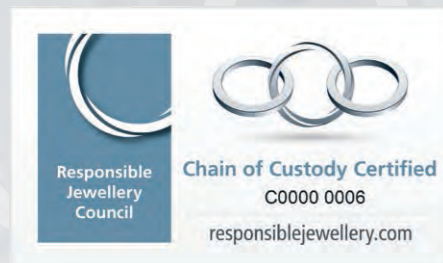 Responsible
Jewellery
Council
Chain of Custody Certified
C0000 0006
responsiblejewellery.com